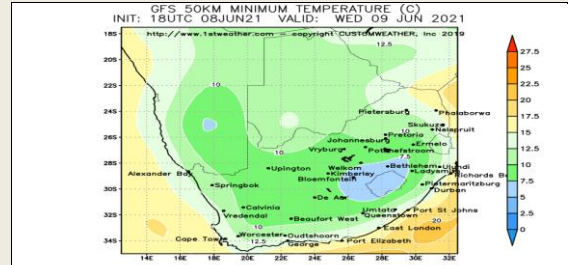 GFS 50KM MINIMUM TEMPERATURE (C)
INIT: 18UTC 08JUN21 VALID: WED 09 JUN 2021
http://www.1stweather.com — copyright CUSTOMWEATHER, Inc 2019
18S
20S
22S
24S
26S
28S
30S
32S
34S
12.5
10
Pietersburg
Phalaborwa
Skukuza
Nelspruit
10
Pretoria
Johannesburg
Ermelo
Vryburg
Potchefstroom
10
7.5
Welkom
Bethlehem
Ulundi
Upington
Kimberley
Ladysmith
Alexander Bay
Bloemfontein
Richards B
Springbok
Pietermaritzburg
Durban
De Aar
Calvinia
Umtata
Port St Johns
Vredendal
Beaufort West
Queenstown
10
20
East London
Worcester
Oudtshoorn
Cape Town
12.5
George
Port Elizabeth
14E
16E
18E
20E
22E
24E
26E
28E
30E
32E
27.5
25
22.5
20
17.5
15
12.5
10
7.5
5
2.5
0